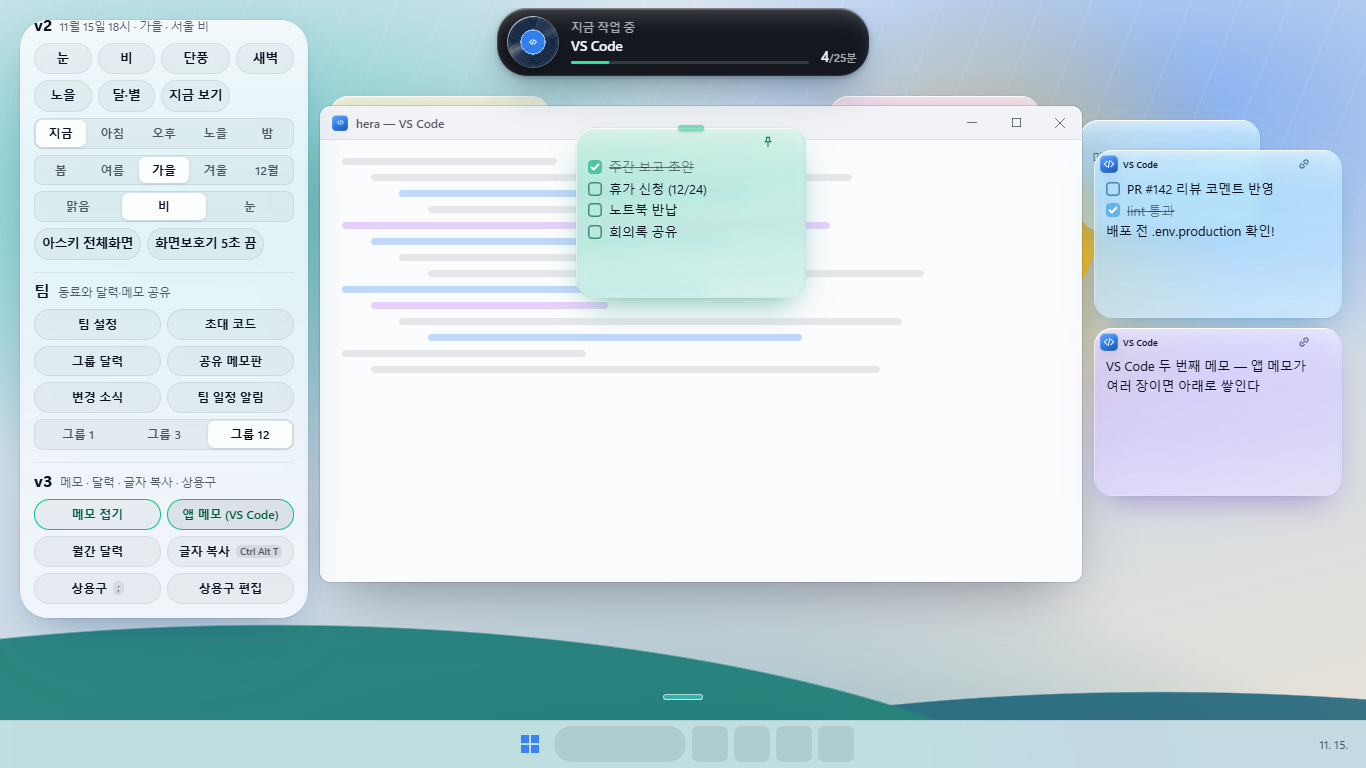 v2 11월 15일 18시 · 가을 · 서울 비
눈 비 단풍 새벽
노을 달·별 지금 보기
지금 아침 오후 노을 밤
봄 여름 가을 겨울 12월
맑음 비 눈
아스키 전체화면 화면보호기 5초 끔
팀 동료와 달력·메모 공유
팀 설정 초대 코드
그룹 달력 공유 메모판
변경 소식 팀 일정 알림
그룹 1 그룹 3 그룹 12
v3 메모 · 달력 · 글자 복사 · 상용구
메모 접기 앱 메모 (VS Code)
월간 달력 글자 복사 Ctrl Alt T
상용구 ; 상용구 편집
지금 작업 중
VS Code
4/25분
hera — VS Code
주간 보고 초안
휴가 신청 (12/24)
노트북 반납
회의록 공유
VS Code
PR #142 리뷰 코멘트 반영
lint 통과
배포 전 .env.production 확인!
VS Code
VS Code 두 번째 메모 — 앱 메모가
여러 장이면 아래로 쌓인다
11. 15.